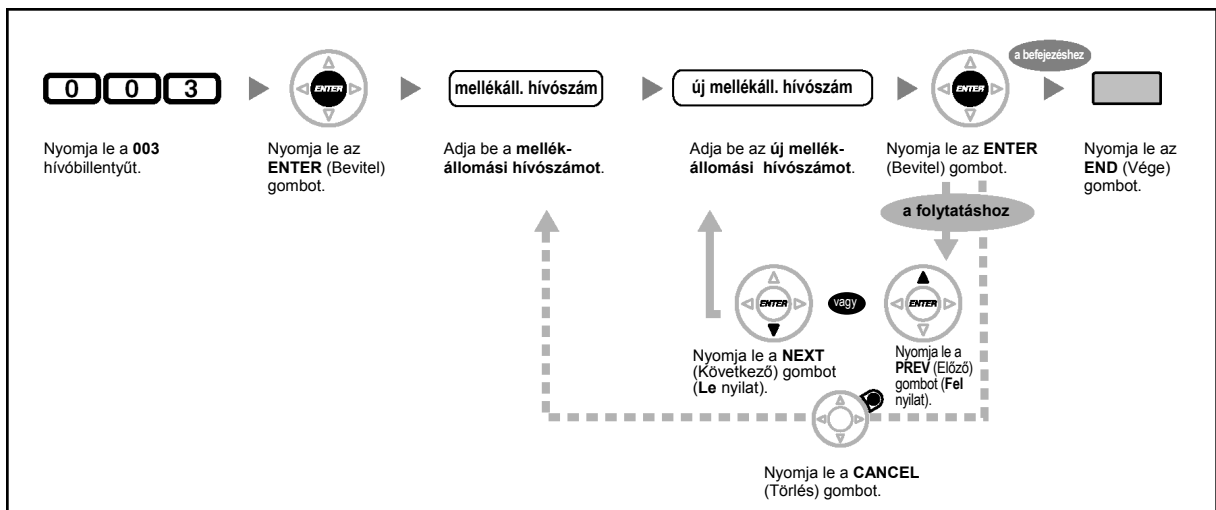 a befejezéshez
0 0 3
ENTER
mellékáll. hívószám
új mellékáll. hívószám
ENTER
Nyomja le a 003
hívóbillentyűt.
Nyomja le az
ENTER (Bevitel)
gombot.
Adja be a mellék-
állomási hívószámot.
Adja be az új mellék-
állomási hívószámot.
Nyomja le az ENTER
(Bevitel) gombot.
Nyomja le az
END (Vége)
gombot.
a folytatáshoz
ENTER
vagy
ENTER
Nyomja le a NEXT
(Következő) gombot
(Le nyilat).
Nyomja le a
PREV (Előző)
gombot (Fel
nyilat).
Nyomja le a CANCEL
(Törlés) gombot.